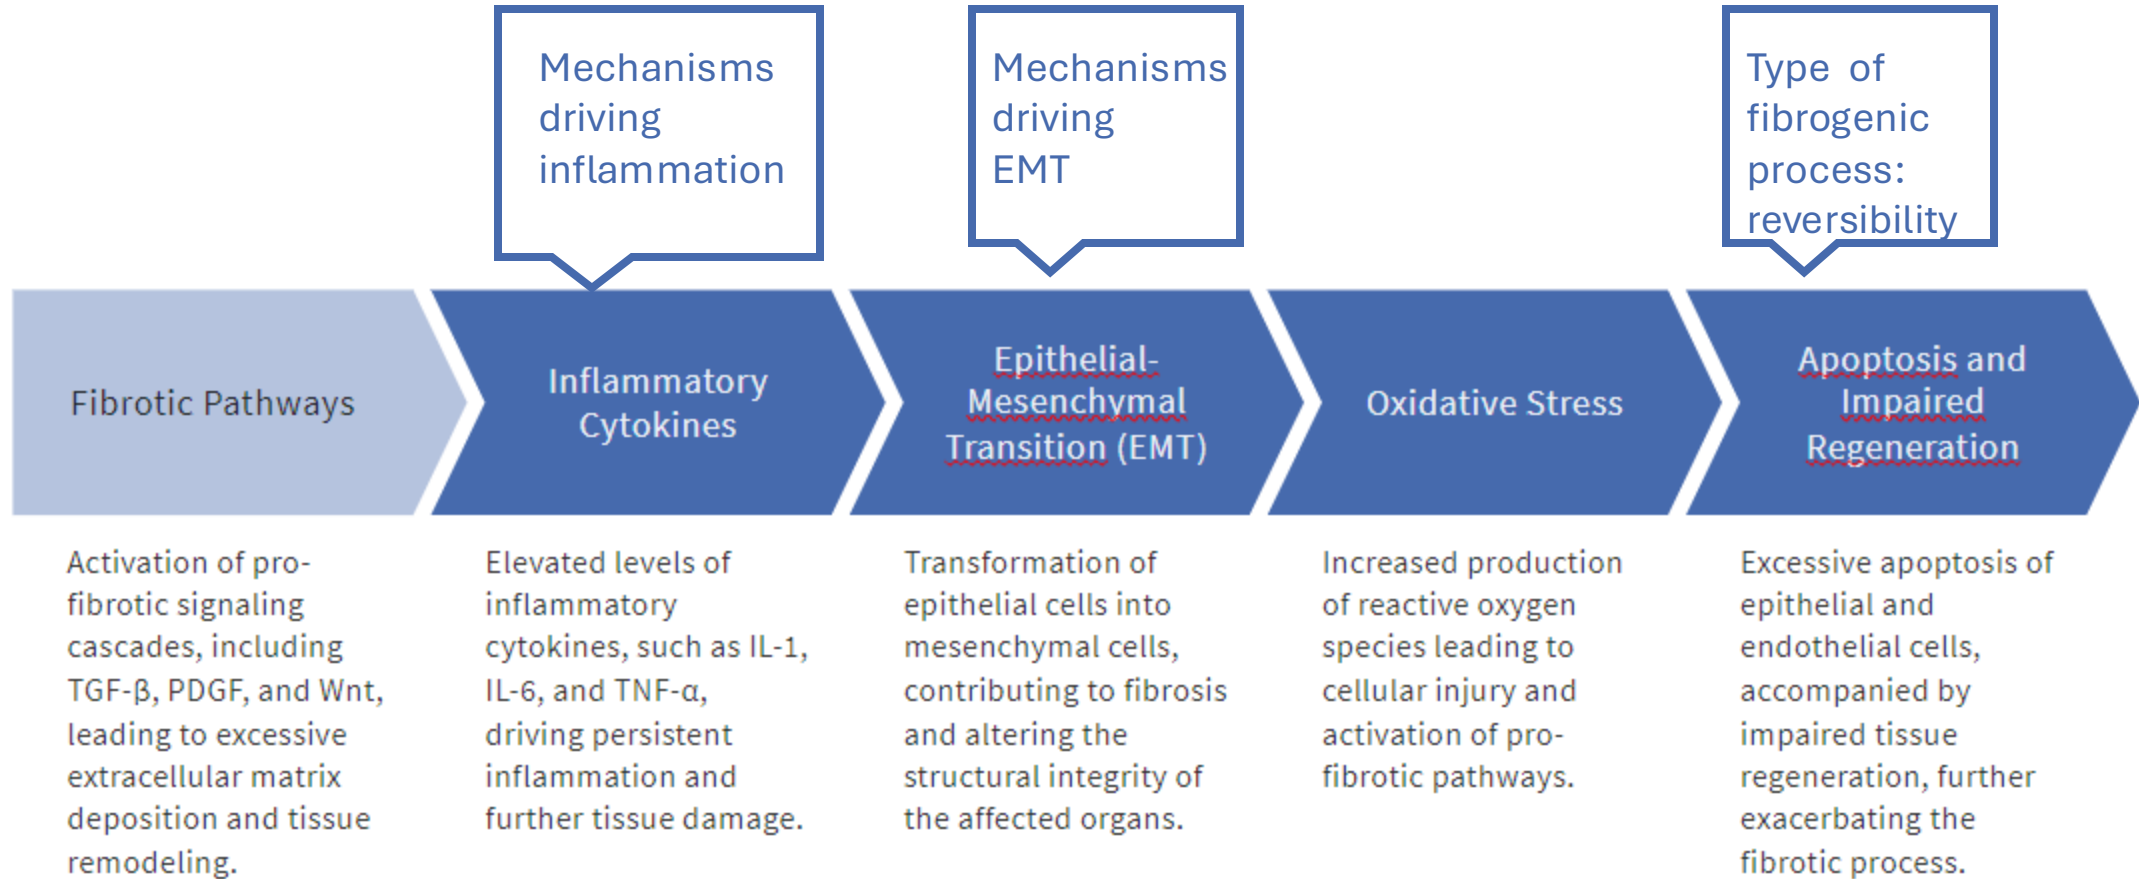 Mechanisms
driving
inflammation
Mechanisms
driving
EMT
Type of
fibrogenic
process:
reversibility
Fibrotic Pathways
Inflammatory
Cytokines
Epithelial-
Mesenchymal
Transition (EMT)
Oxidative Stress
Apoptosis and
Impaired
Regeneration
Activation of pro-
fibrotic signaling
cascades, including
TGF-β, PDGF, and Wnt,
leading to excessive
extracellular matrix
deposition and tissue
remodeling.
Elevated levels of
inflammatory
cytokines, such as IL-1,
IL-6, and TNF-α,
driving persistent
inflammation and
further tissue damage.
Transformation of
epithelial cells into
mesenchymal cells,
contributing to fibrosis
and altering the
structural integrity of
the affected organs.
Increased production
of reactive oxygen
species leading to
cellular injury and
activation of pro-
fibrotic pathways.
Excessive apoptosis of
epithelial and
endothelial cells,
accompanied by
impaired tissue
regeneration, further
exacerbating the
fibrotic process.